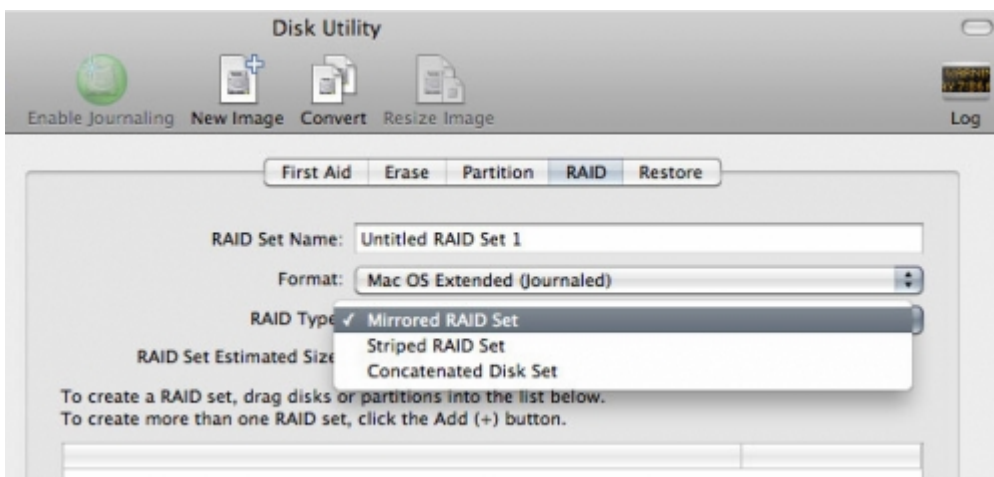 Disk Utility
Enable Journaling New Image Convert Resize Image Log
First Aid Erase Partition RAID Restore
RAID Set Name: Untitled RAID Set 1
Format: Mac OS Extended (Journaled)
RAID Type ✓ Mirrored RAID Set
Striped RAID Set
RAID Set Estimated Size
Concatenated Disk Set
To create a RAID set, drag disks or partitions into the list below.
To create more than one RAID set, click the Add (+) button.